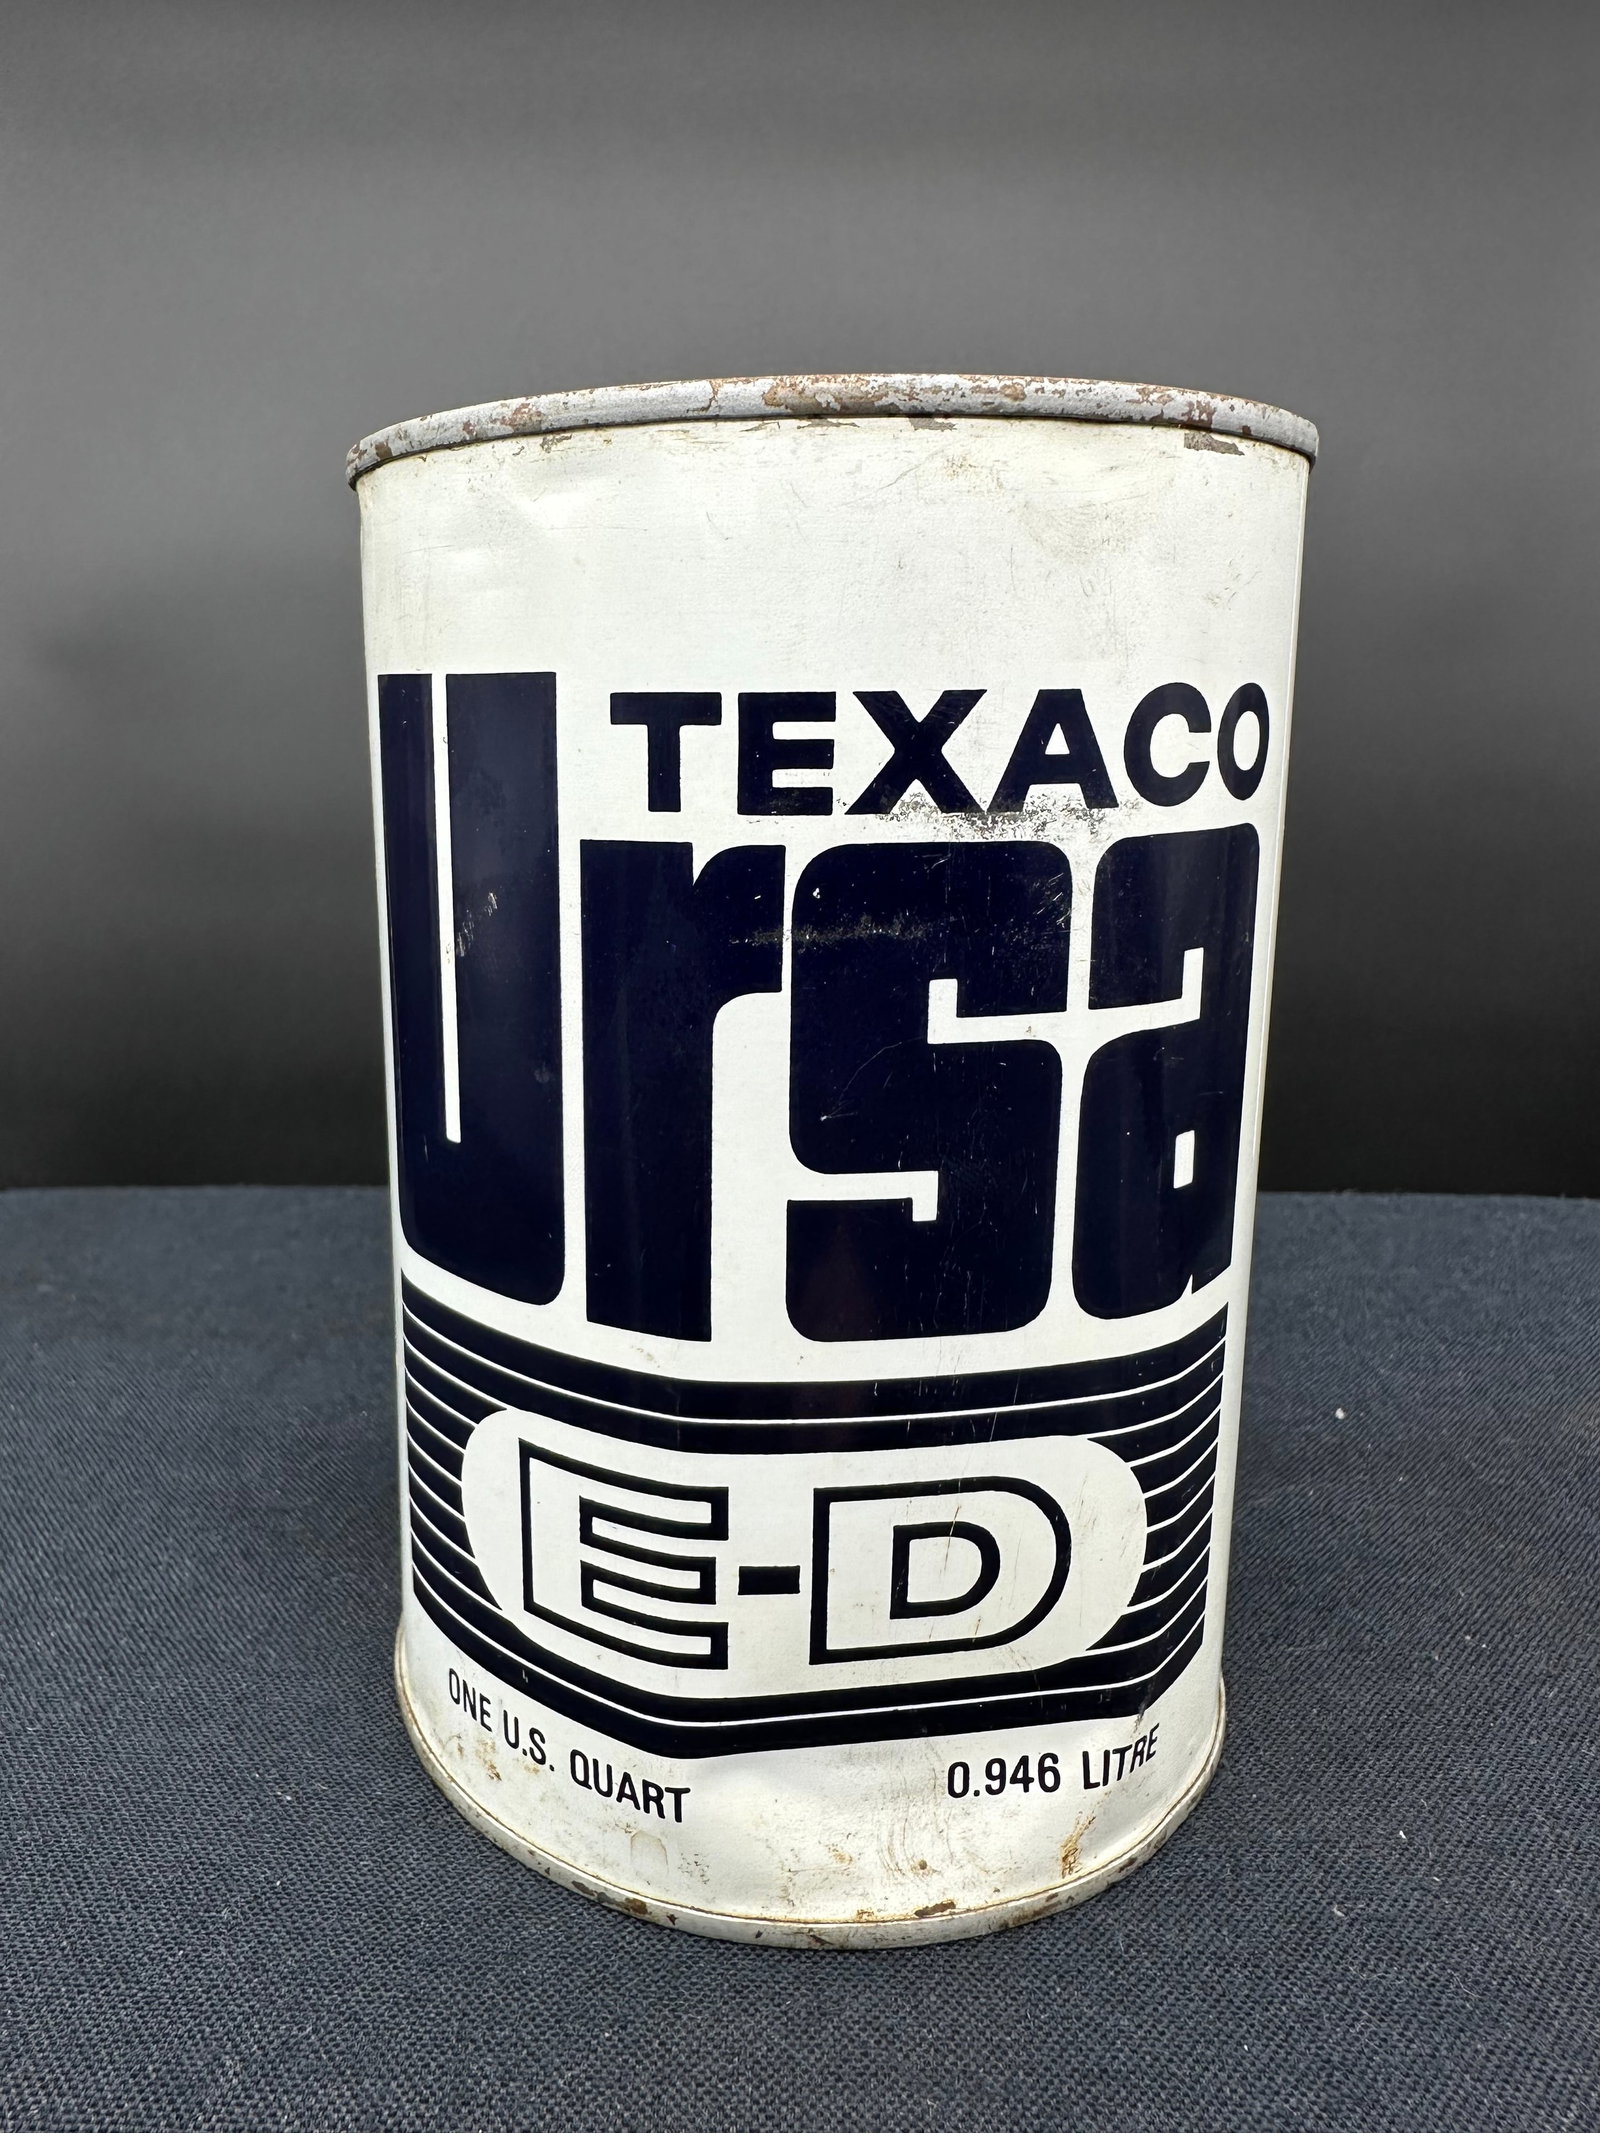 TEXACO
Ursa
E-D
ONE U.S. QUART 0.946 LITRE